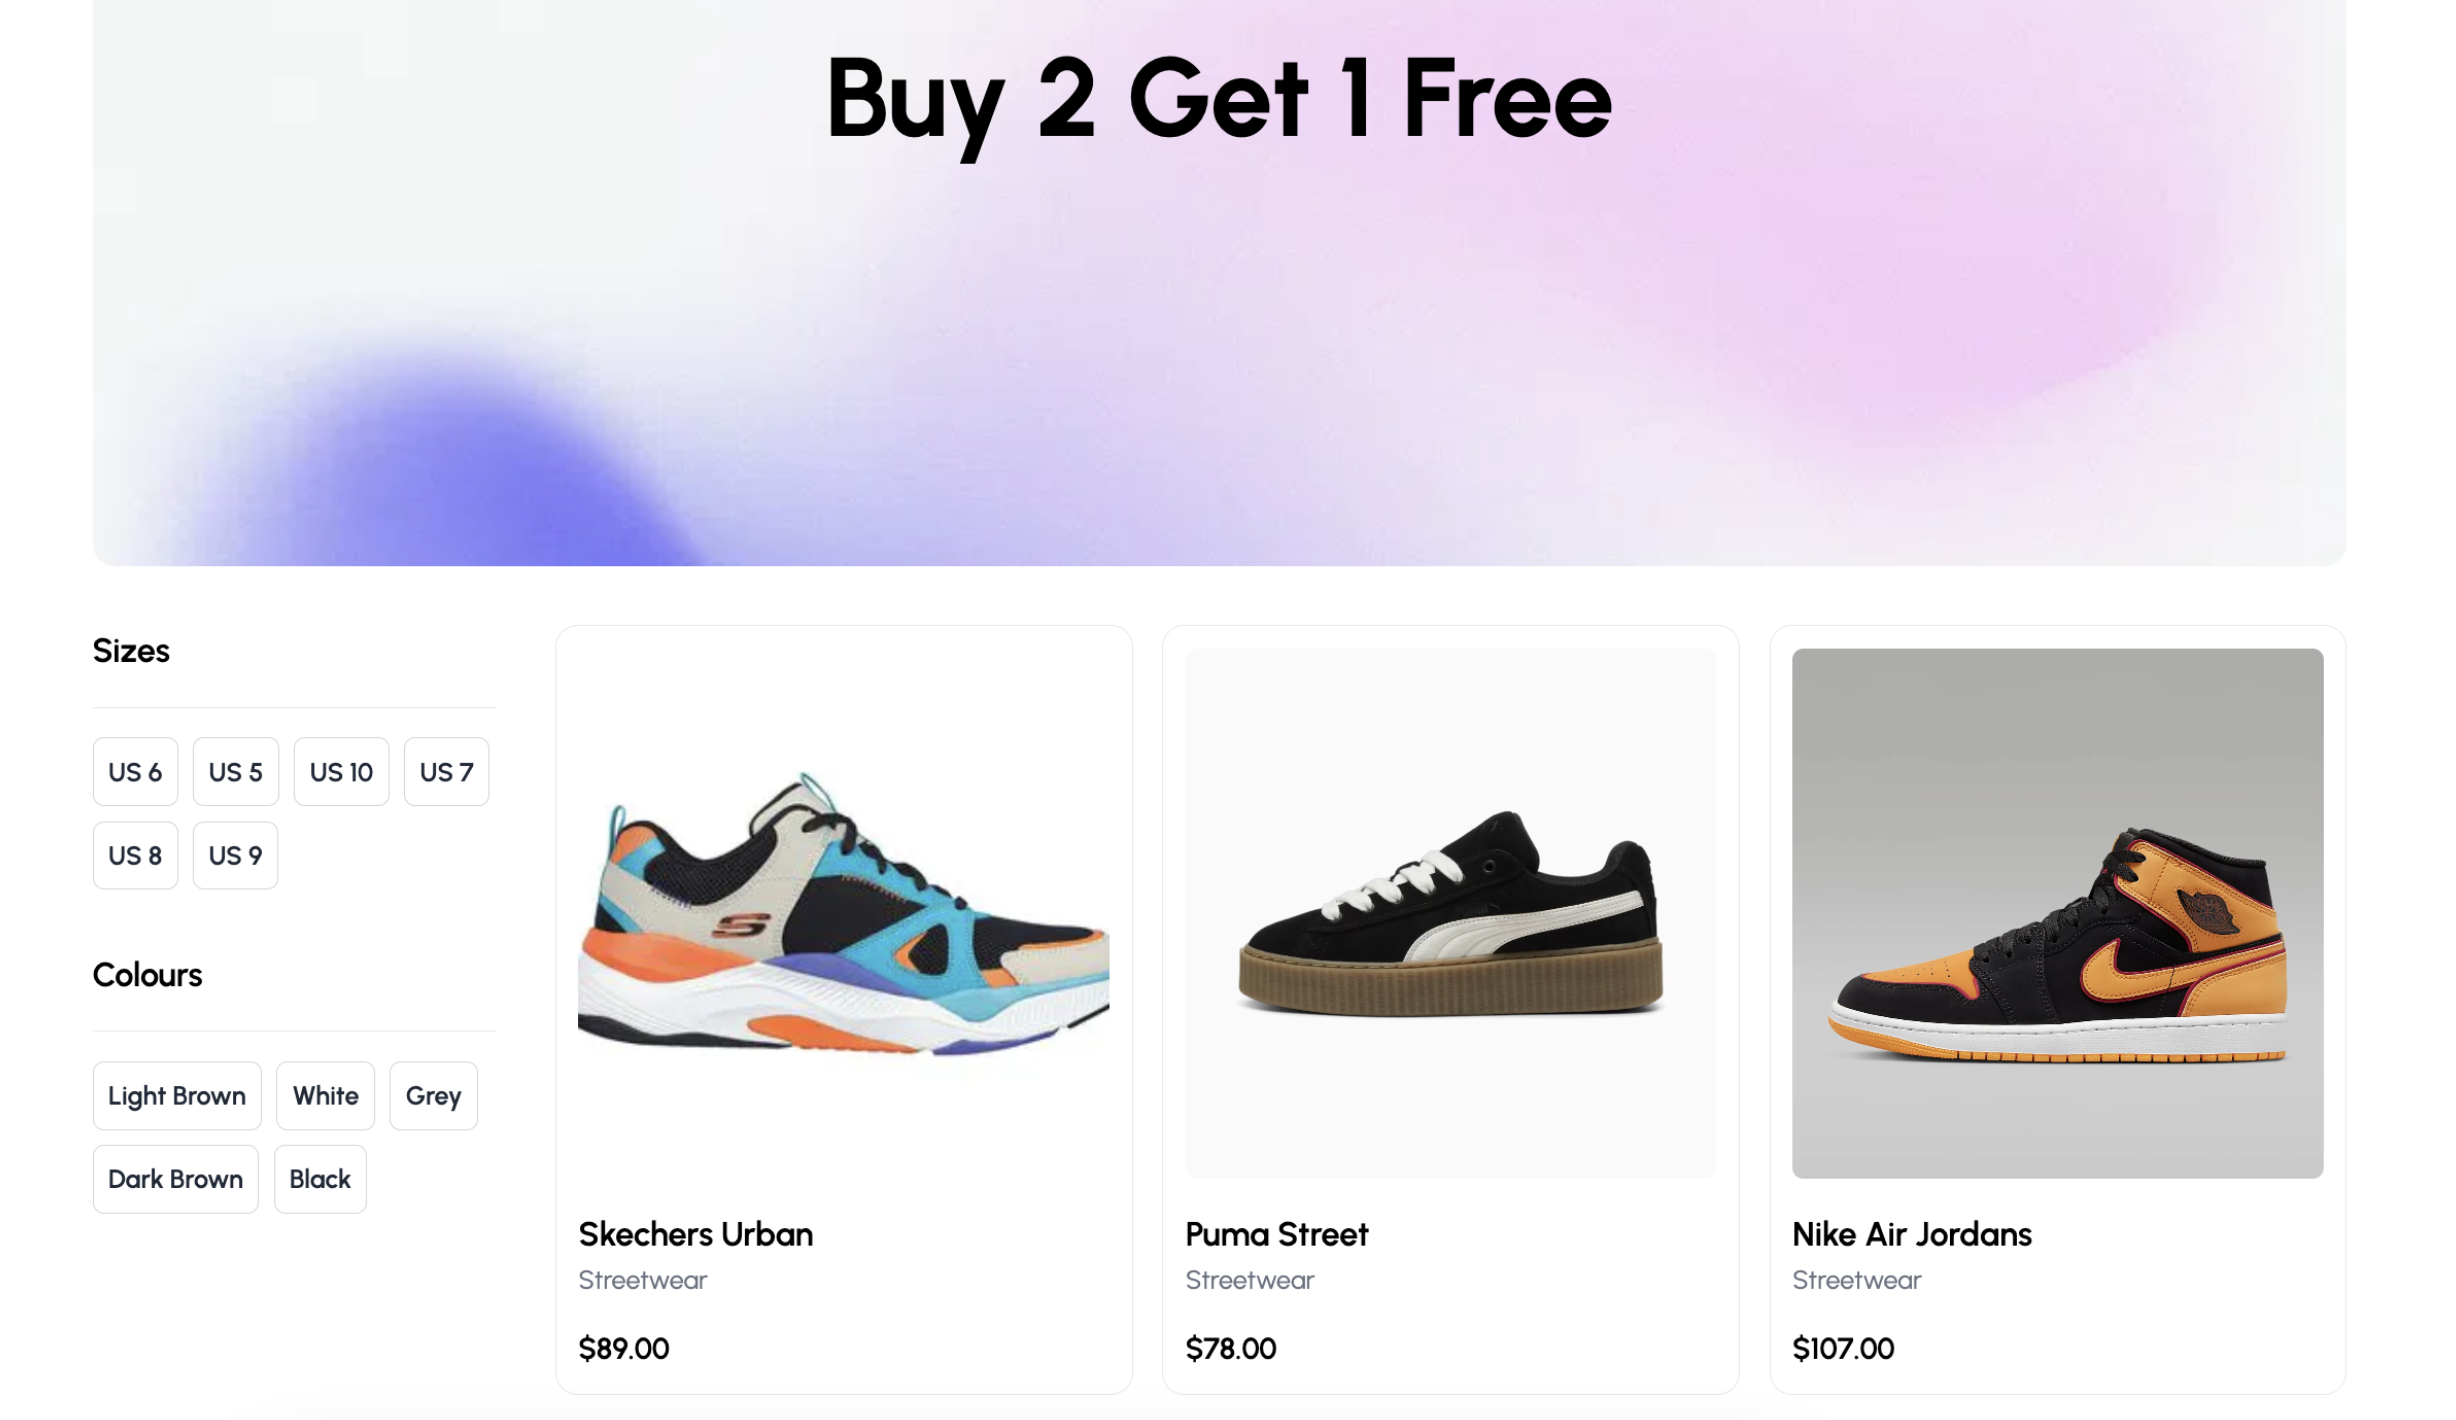 Buy 2 Get 1 Free
Sizes
US 6
US 5
US 10
US 7
US 8
US 9
Colours
Light Brown
White
Grey
Dark Brown
Black
Skechers Urban
Streetwear
$89.00
Puma Street
Streetwear
$78.00
Nike Air Jordans
Streetwear
$107.00